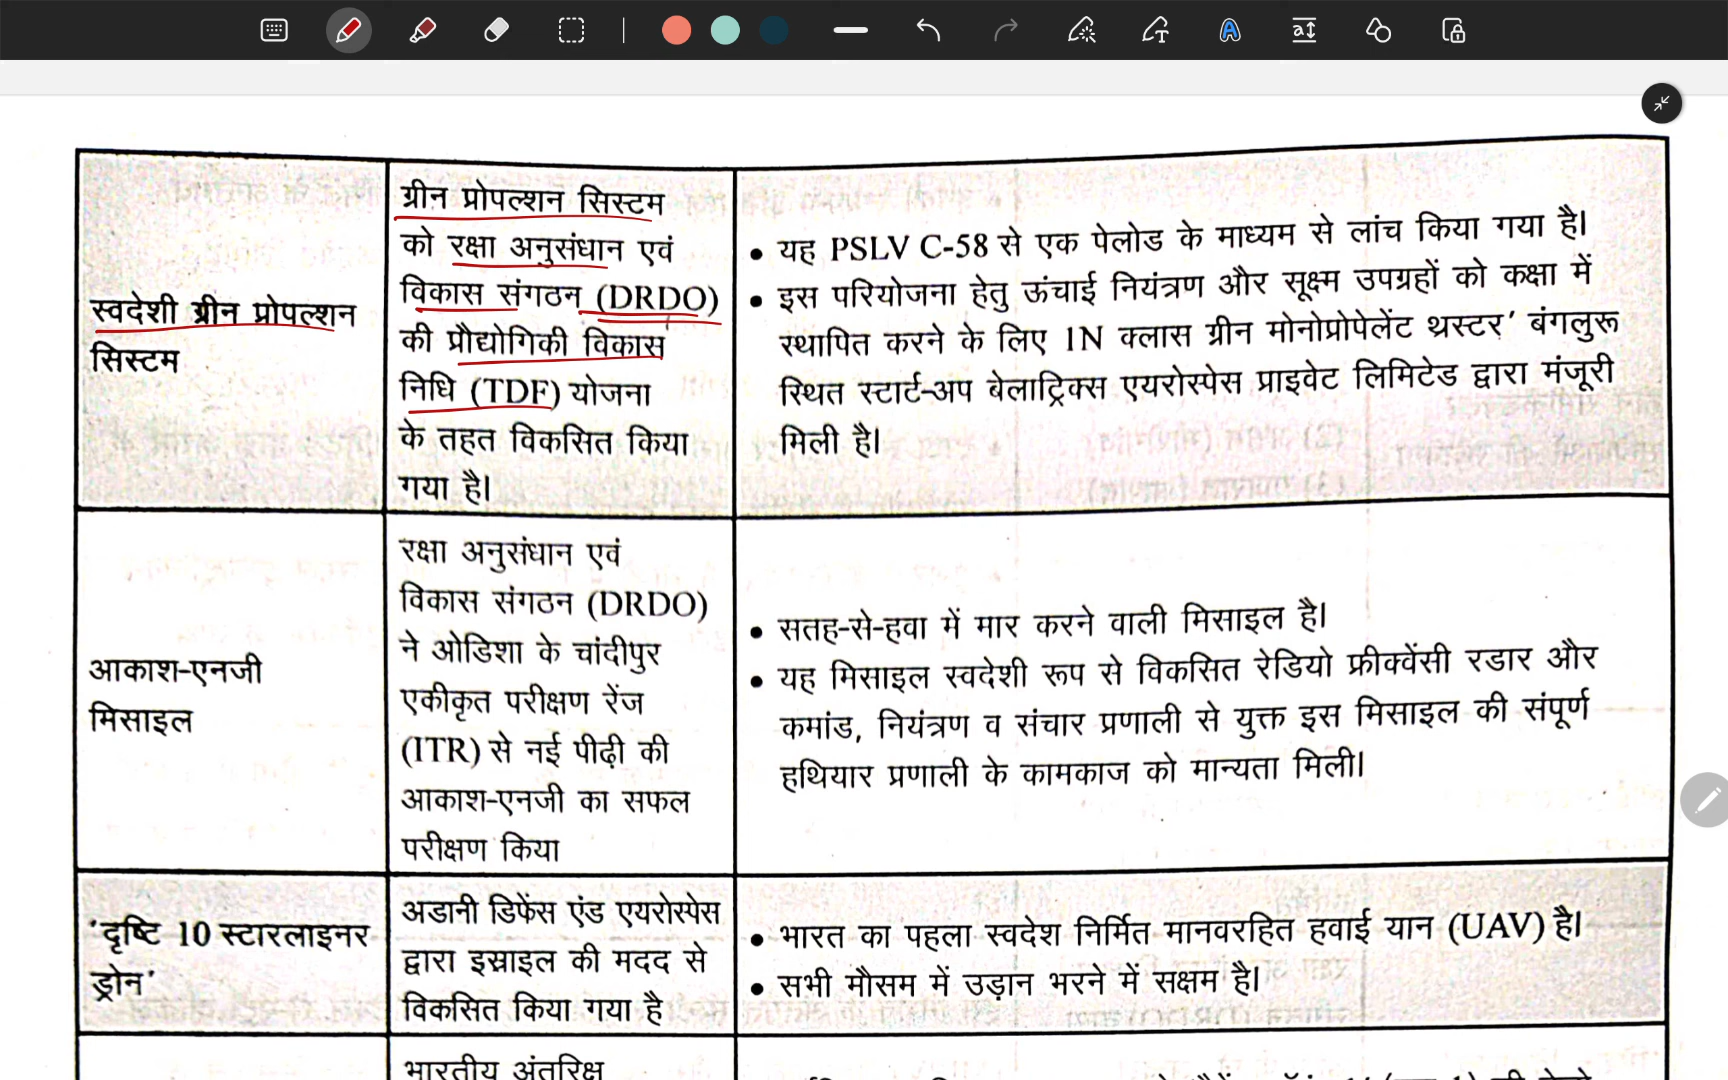 स्वदेशी ग्रीन प्रोपल्शन
सिस्टम
ग्रीन प्रोपल्शन सिस्टम
को रक्षा अनुसंधान एवं
विकास संगठन (DRDO)
की प्रौद्योगिकी विकास
निधि (TDF) योजना
के तहत विकसित किया
गया है।
• यह PSLV C-58 से एक पेलोड के माध्यम से लांच किया गया है।
• इस परियोजना हेतु ऊंचाई नियंत्रण और सूक्ष्म उपग्रहों को कक्षा में
स्थापित करने के लिए 1N क्लास ग्रीन मोनोप्रोपेलेंट थ्रस्टर' बंगलुरू
स्थित स्टार्ट-अप बेलाट्रिक्स एयरोस्पेस प्राइवेट लिमिटेड द्वारा मंजूरी
मिली है।
आकाश-एनजी
मिसाइल
रक्षा अनुसंधान एवं
विकास संगठन (DRDO)
ने ओडिशा के चांदीपुर
एकीकृत परीक्षण रेंज
(ITR) से नई पीढ़ी की
आकाश-एनजी का सफल
परीक्षण किया
• सतह-से-हवा में मार करने वाली मिसाइल है।
• यह मिसाइल स्वदेशी रूप से विकसित रेडियो फ्रीक्वेंसी रडार और
कमांड, नियंत्रण व संचार प्रणाली से युक्त इस मिसाइल की संपूर्ण
हथियार प्रणाली के कामकाज को मान्यता मिली।
'दृष्टि 10 स्टारलाइनर
ड्रोन'
अडानी डिफेंस एंड एयरोस्पेस
द्वारा इस्राइल की मदद से
विकसित किया गया है
• भारत का पहला स्वदेश निर्मित मानवरहित हवाई यान (UAV) है।
• सभी मौसम में उड़ान भरने में सक्षम है।
भारतीय अंतरिक्ष